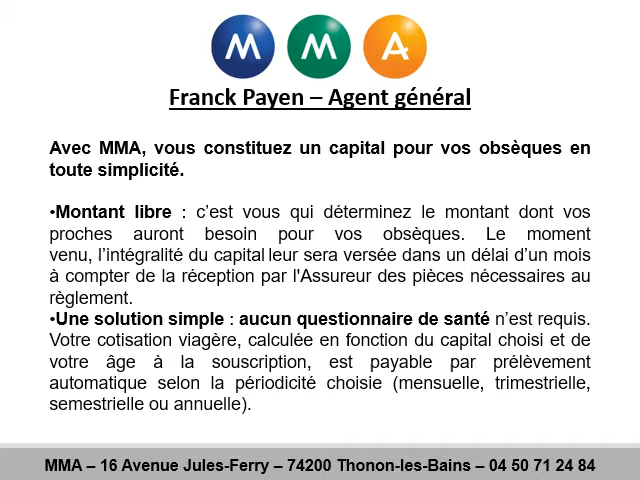 MMA
Franck Payen – Agent général
Avec MMA, vous constituez un capital pour vos obsèques en
toute simplicité.
•Montant libre : c’est vous qui déterminez le montant dont vos
proches auront besoin pour vos obsèques. Le moment
venu, l’intégralité du capital leur sera versée dans un délai d’un mois
à compter de la réception par l'Assureur des pièces nécessaires au
règlement.
•Une solution simple : aucun questionnaire de santé n’est requis.
Votre cotisation viagère, calculée en fonction du capital choisi et de
votre âge à la souscription, est payable par prélèvement
automatique selon la périodicité choisie (mensuelle, trimestrielle,
semestrielle ou annuelle).
MMA – 16 Avenue Jules-Ferry – 74200 Thonon-les-Bains – 04 50 71 24 84